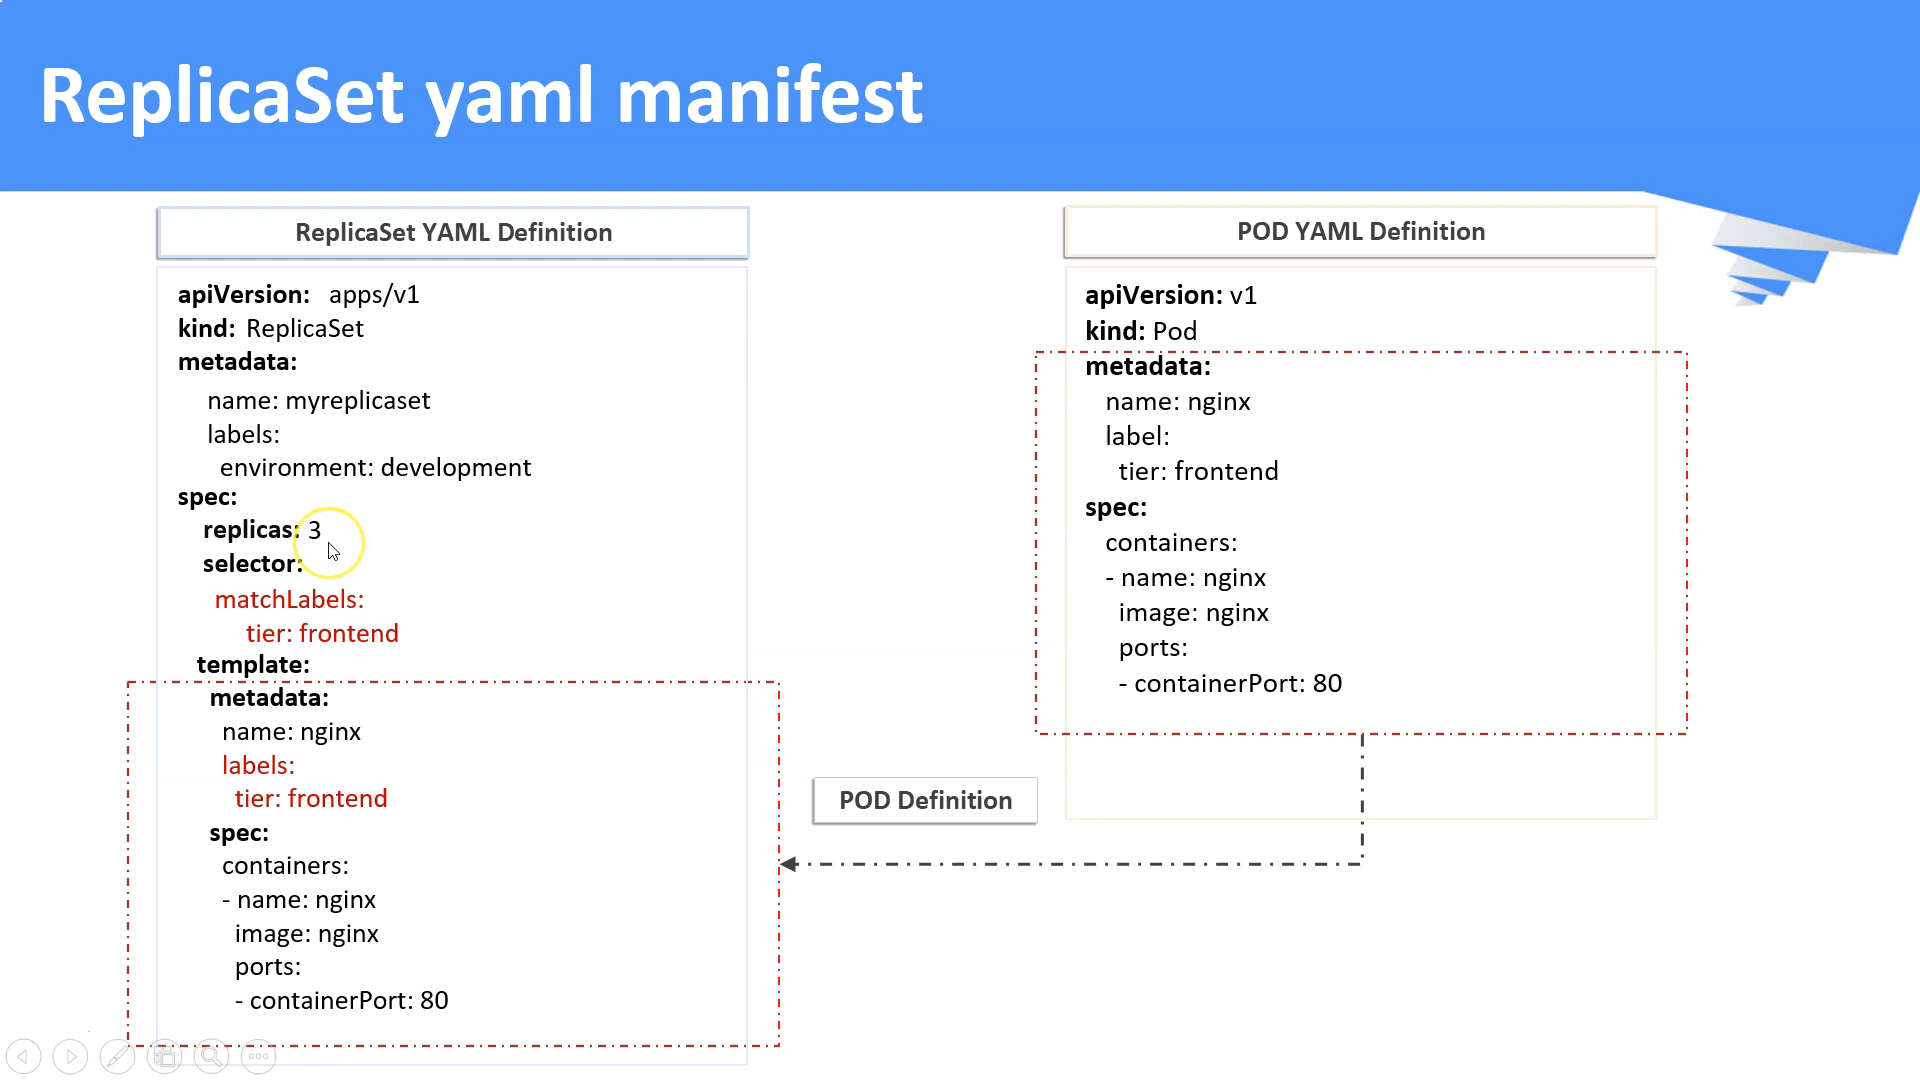 ReplicaSet yaml manifest
ReplicaSet YAML Definition
apiVersion: apps/v1
kind: ReplicaSet
metadata:
name: myreplicaset
labels:
environment: development
spec:
replicas: 3
selector:
matchLabels:
tier: frontend
template:
metadata:
name: nginx
labels:
tier: frontend
spec:
containers:
- name: nginx
image: nginx
ports:
- containerPort: 80
POD Definition
POD YAML Definition
apiVersion: v1
kind: Pod
metadata:
name: nginx
label:
tier: frontend
spec:
containers:
- name: nginx
image: nginx
ports:
- containerPort: 80